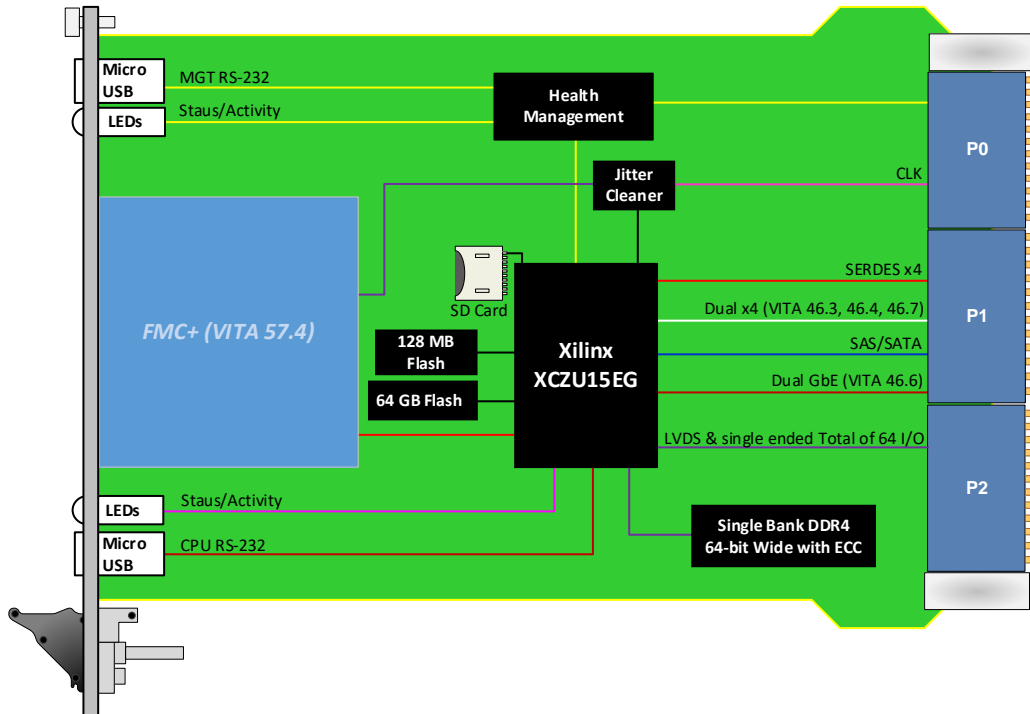 Micro
USB
MGT RS-232
LEDs
Staus/Activity
Health
Management
P0
Jitter
Cleaner
CLK
SD Card
FMC+ (VITA 57.4)
128 MB
Flash
64 GB Flash
Xilinx
XCZU15EG
SERDES x4
Dual x4 (VITA 46.3, 46.4, 46.7)
SAS/SATA
Dual GbE (VITA 46.6)
P1
LVDS & single ended Total of 64 I/O
P2
LEDs
Staus/Activity
Micro
USB
CPU RS-232
Single Bank DDR4
64-bit Wide with ECC